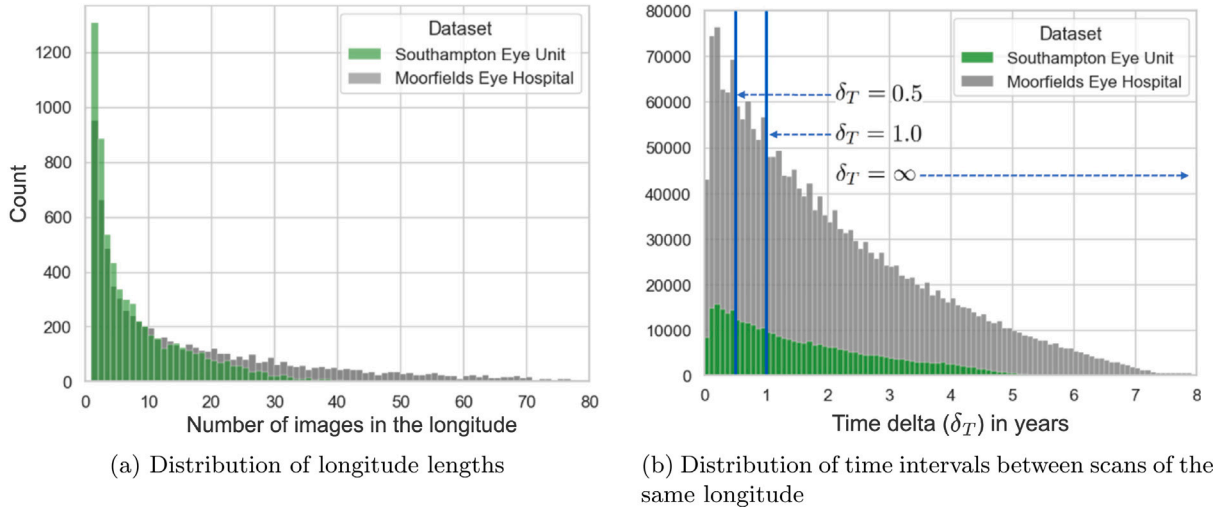 Dataset
Southampton Eye Unit
Moorfields Eye Hospital
1200
1000
800
600
400
200
0
Count
0 10 20 30 40 50 60 70 80
Number of images in the longitude
(a) Distribution of longitude lengths
80000
70000
60000
50000
40000
30000
20000
10000
0
Dataset
Southampton Eye Unit
Moorfields Eye Hospital
δ_T = 0.5
δ_T = 1.0
δ_T = ∞
0 1 2 3 4 5 6 7 8
Time delta (δ_T) in years
(b) Distribution of time intervals between scans of the
same longitude